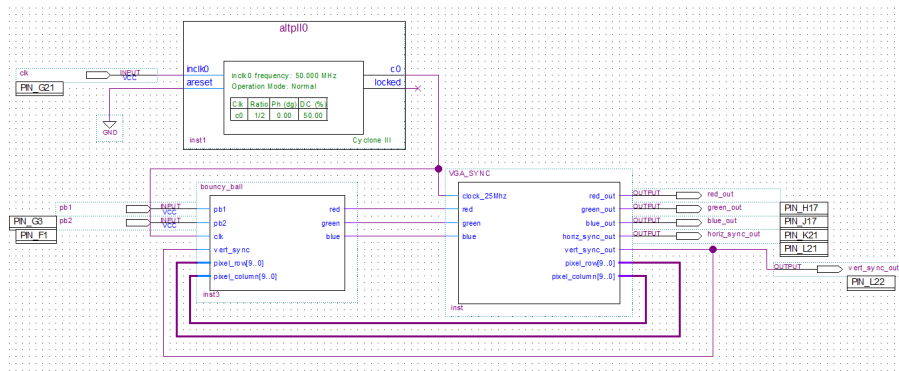 altpll0
clk
INPUT
VCC
PIN_G21
inclk0
areset
c0
locked
inclk0 frequency: 50.000 MHz
Operation Mode: Normal
Clk Ratio Ph (dg) DC (%)
c0 1/2 0.00 50.00
inst1
Cyclone III
GND
bouncy_ball
VGA_SYNC
pb1
INPUT
VCC
PIN_G3
pb2
INPUT
VCC
PIN_F1
pb1
pb2
clk
vert_sync
pixel_row[9..0]
pixel_column[9..0]
red
green
blue
inst3
clock_25Mhz
red
green
blue
red_out
green_out
blue_out
horiz_sync_out
vert_sync_out
pixel_row[9..0]
pixel_column[9..0]
inst
OUTPUT
red_out
PIN_H17
OUTPUT
green_out
PIN_J17
OUTPUT
blue_out
PIN_K21
OUTPUT
horiz_sync_out
PIN_L21
OUTPUT
vert_sync_out
PIN_L22